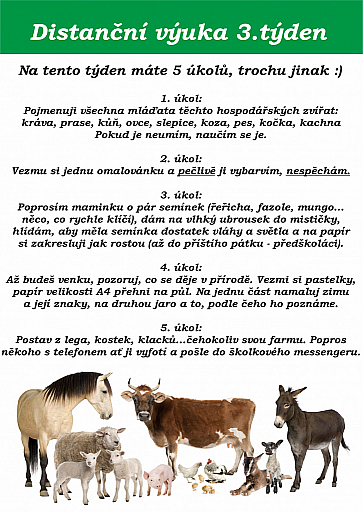 Distanční výuka 3.týden
Na tento týden máte 5 úkolů, trochu jinak :)
1. úkol:
Pojmenuji všechna mláďata těchto hospodářských zvířat:
kráva, prase, kůň, ovce, slepice, koza, pes, kočka, kachna
Pokud je neumím, naučím se je.
2. úkol:
Vezmu si jednu omalovánku a pečlivě ji vybarvím, nespěchám.
3. úkol:
Poprosím maminku o pár semínek (řeřicha, fazole, mungo...
něco, co rychle klíčí), dám na vlhký ubrousek do mističky,
hlídám, aby měla semínka dostatek vláhy a světla a na papír
si zakresluji jak rostou (až do příštího pátku - předškoláci).
4. úkol:
Až budeš venku, pozoruj, co se děje v přírodě. Vezmi si pastelky,
papír velikosti A4 přehni na půl. Na jednu část namaluj zimu
a její znaky, na druhou jaro a to, podle čeho ho poznáme.
5. úkol:
Postav z lega, kostek, klacků...čehokoliv svou farmu. Popros
někoho s telefonem ať ji vyfotí a pošle do školkového messengeru.